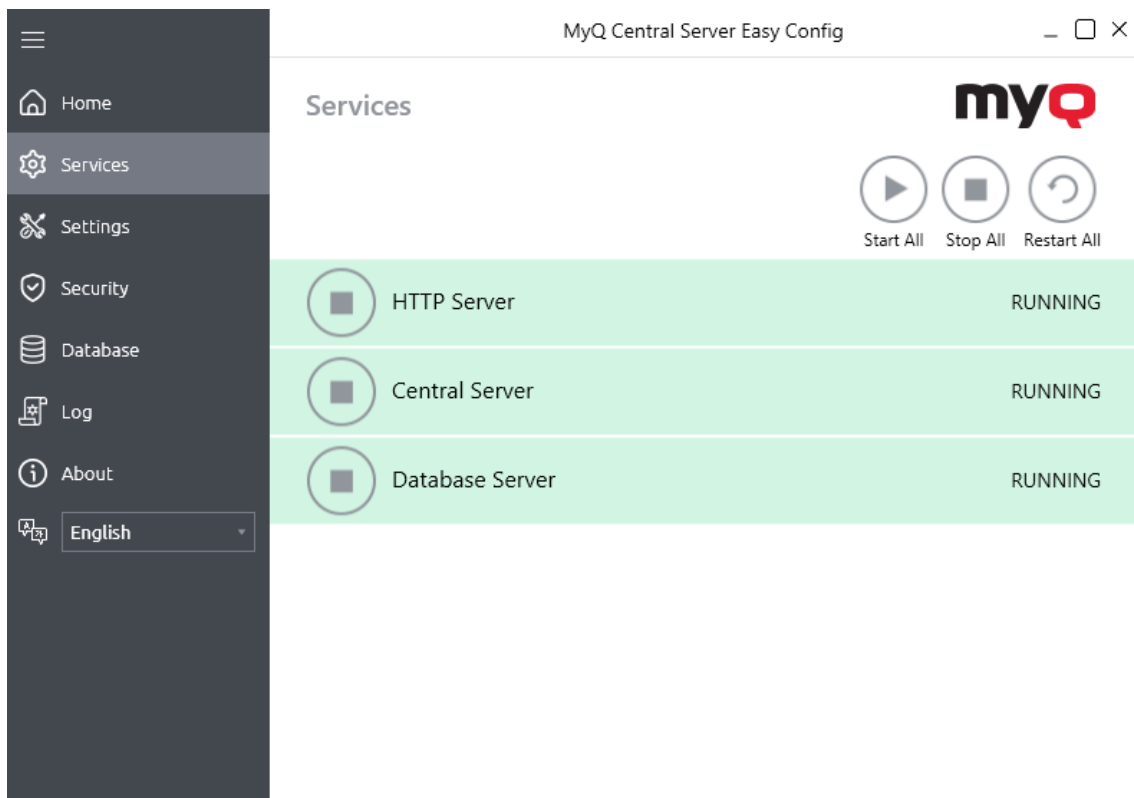 MyQ Central Server Easy Config
Home
Services
Settings
Security
Database
Log
About
English
Services
myQ
Start All
Stop All
Restart All
HTTP Server RUNNING
Central Server RUNNING
Database Server RUNNING